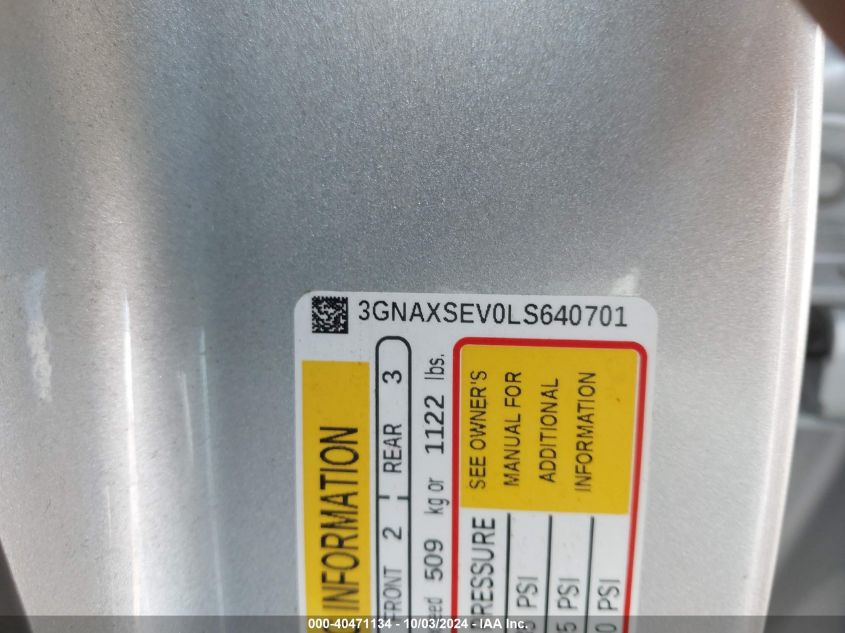 3GNAXSEV0LS640701
INFORMATION
FRONT 2 REAR 3
509 kg or 1122 lbs.
SEE OWNER'S
MANUAL FOR
ADDITIONAL
INFORMATION
PSI
PSI
PSI
000-40471134 - 10/03/2024 - IAA Inc.